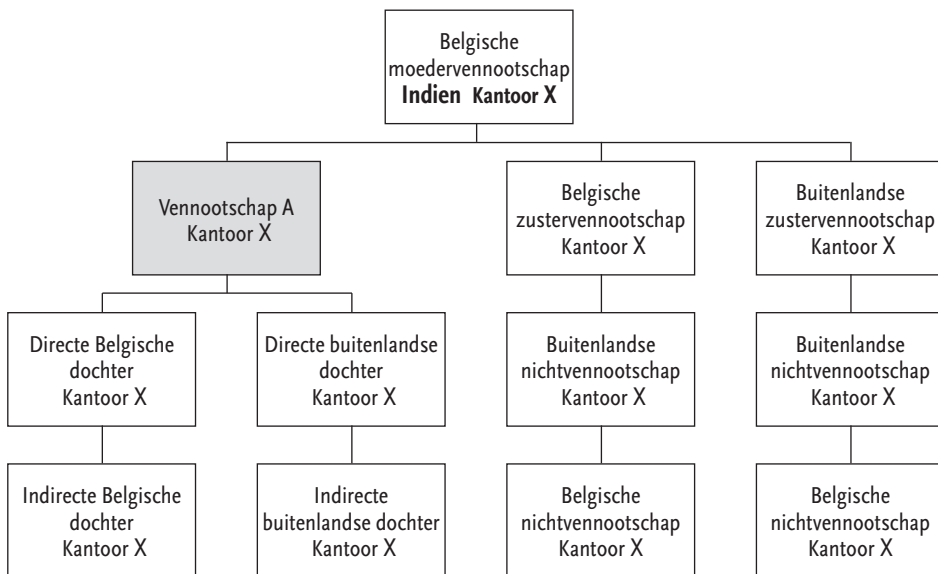 Belgische
moedervennootschap
Indien Kantoor X
Vennootschap A
Kantoor X
Belgische
zustervennootschap
Kantoor X
Buitenlandse
zustervennootschap
Kantoor X
Directe Belgische
dochter
Kantoor X
Directe buitenlandse
dochter
Kantoor X
Buitenlandse
nichtvennootschap
Kantoor X
Buitenlandse
nichtvennootschap
Kantoor X
Indirecte Belgische
dochter
Kantoor X
Indirecte
buitenlandse dochter
Kantoor X
Belgische
nichtvennootschap
Kantoor X
Belgische
nichtvennootschap
Kantoor X